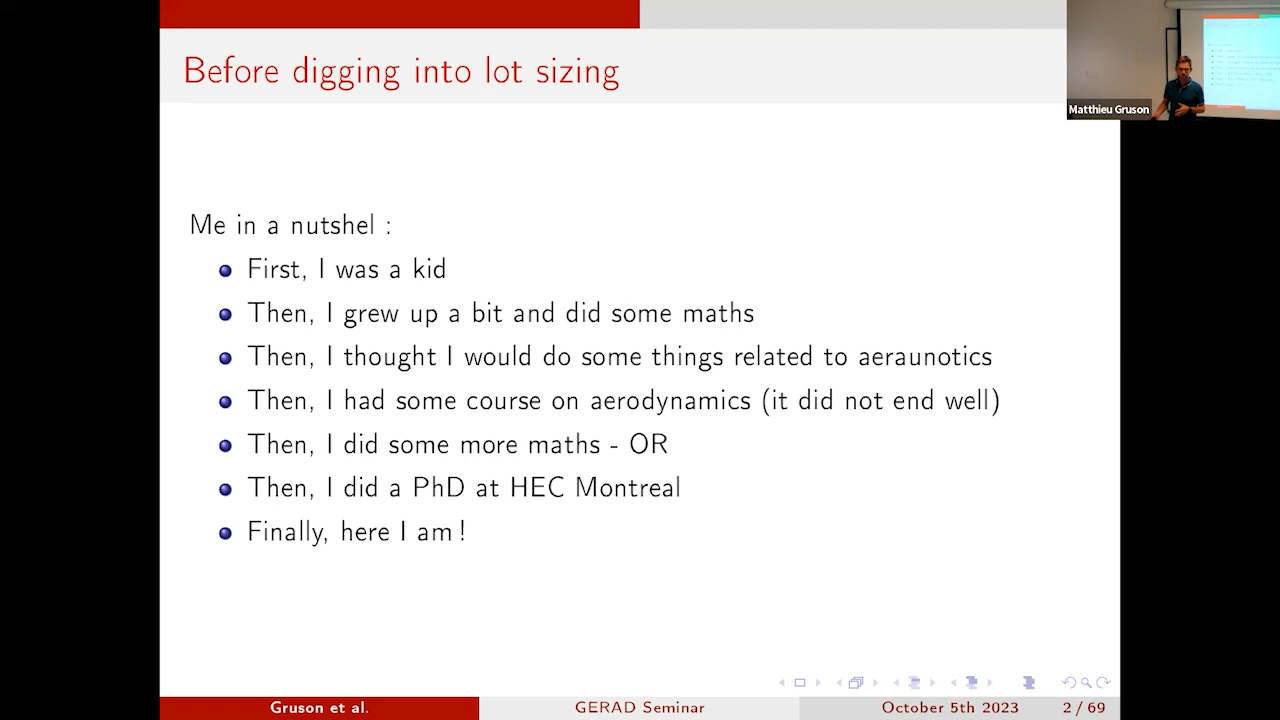 Before digging into lot sizing
Matthieu Gruson
Me in a nutshel :
First, I was a kid
Then, I grew up a bit and did some maths
Then, I thought I would do some things related to aeraunotics
Then, I had some course on aerodynamics (it did not end well)
Then, I did some more maths - OR
Then, I did a PhD at HEC Montreal
Finally, here I am !
Gruson et al.
GERAD Seminar
October 5th 2023
2 / 69